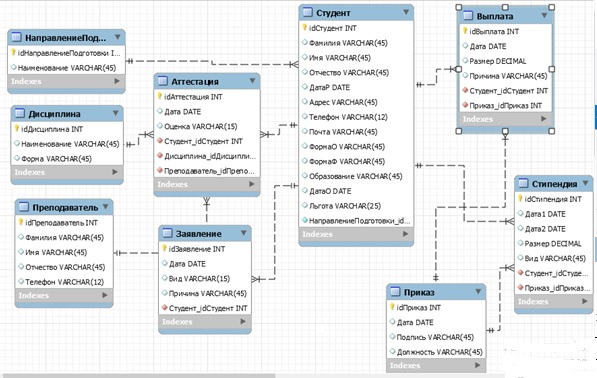 НаправлениеПод...
idНаправлениеПодготовки I...
Наименование VARCHAR(45)
Indexes
Дисциплина
idДисциплина INT
Наименование VARCHAR(45)
Форма VARCHAR(45)
Indexes
Преподаватель
idПреподаватель INT
Фамилия VARCHAR(45)
Имя VARCHAR(45)
Отчество VARCHAR(45)
Телефон VARCHAR(12)
Indexes
Аттестация
idАттестация INT
Дата DATE
Оценка VARCHAR(15)
Студент_idСтудент INT
Дисциплина_idДисципли...
Преподаватель_idПрепо...
Indexes
Заявление
idЗаявление INT
Дата DATE
Вид VARCHAR(15)
Причина VARCHAR(45)
Студент_idСтудент INT
Indexes
Студент
idСтудент INT
Фамилия VARCHAR(45)
Имя VARCHAR(45)
Отчество VARCHAR(45)
ДатаР DATE
Адрес VARCHAR(45)
Телефон VARCHAR(12)
Почта VARCHAR(45)
ФормаО VARCHAR(45)
ФормаФ VARCHAR(45)
Образование VARCHAR(45)
ДатаО DATE
Льгота VARCHAR(25)
НаправлениеПодготовки_id...
Indexes
Выплата
idВыплата INT
Дата DATE
Размер DECIMAL
Причина VARCHAR(45)
Студент_idСтудент INT
Приказ_idПриказ INT
Indexes
Стипендия
idСтипендия INT
Дата1 DATE
Дата2 DATE
Размер DECIMAL
Вид VARCHAR(45)
Студент_idСтуде...
Приказ_idПриказ...
Indexes
Приказ
idПриказ INT
Дата DATE
Подпись VARCHAR(45)
Должность VARCHAR(45)
Indexes